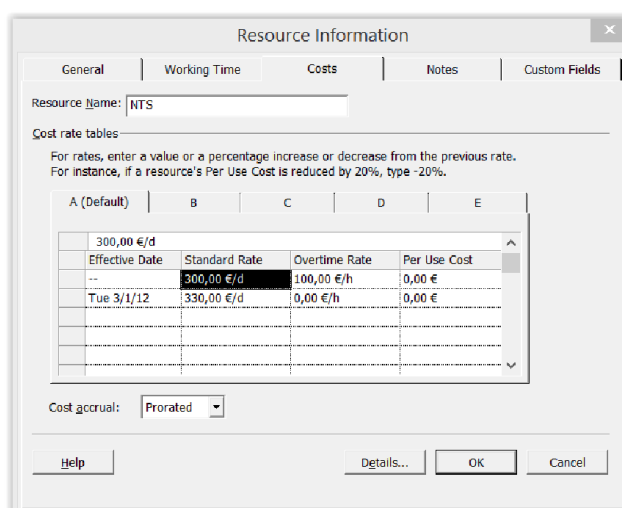 Resource Information
General Working Time Costs Notes Custom Fields
Resource Name: NTS
Cost rate tables
For rates, enter a value or a percentage increase or decrease from the previous rate.
For instance, if a resource's Per Use Cost is reduced by 20%, type -20%.
A (Default) B C D E
300,00 €/d
Effective Date Standard Rate Overtime Rate Per Use Cost
-- 300,00 €/d 100,00 €/h 0,00 €
Tue 3/1/12 330,00 €/d 0,00 €/h 0,00 €
Cost accrual: Prorated
Help Details... OK Cancel